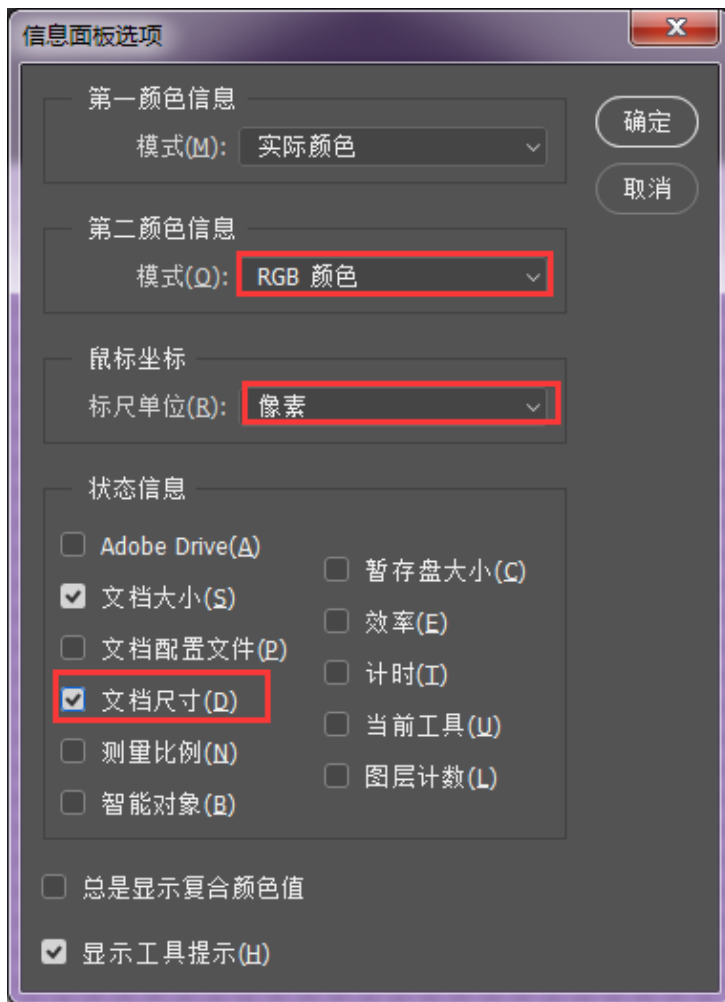 信息面板选项
第一颜色信息
模式(M): 实际颜色
确定
取消
第二颜色信息
模式(O): RGB 颜色
鼠标坐标
标尺单位(R): 像素
状态信息
Adobe Drive(A)
文档大小(S)
文档配置文件(P)
文档尺寸(D)
测量比例(N)
智能对象(B)
暂存盘大小(C)
效率(E)
计时(I)
当前工具(U)
图层计数(L)
总是显示复合颜色值
显示工具提示(H)